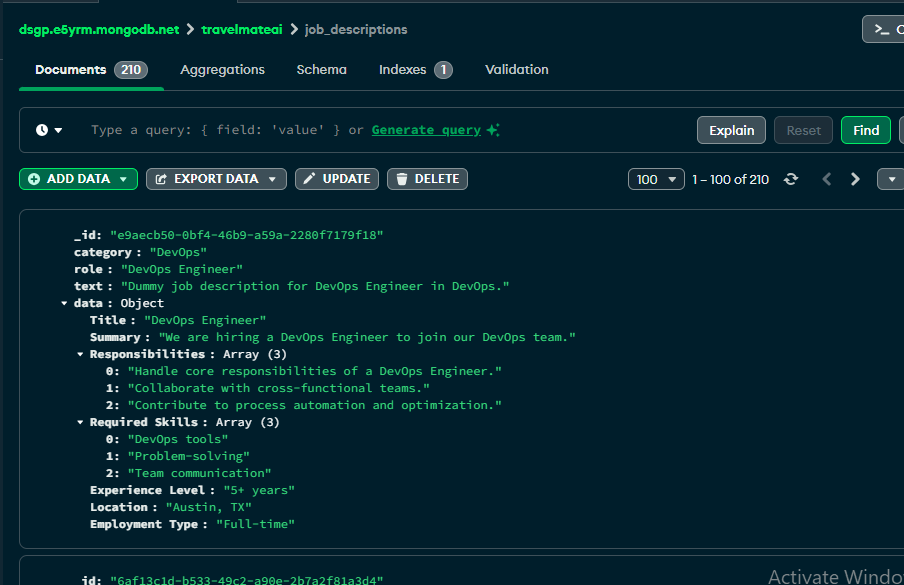 dsgp.e5yrm.mongodb.net > travelmateai > job_descriptions
>_
Documents 210 Aggregations Schema Indexes 1 Validation
Type a query: { field: 'value' } or Generate query Explain Reset Find
ADD DATA EXPORT DATA UPDATE DELETE 100 1 – 100 of 210
_id: "e9aecb50-0bf4-46b9-a59a-2280f7179f18"
category : "DevOps"
role : "DevOps Engineer"
text : "Dummy job description for DevOps Engineer in DevOps."
data : Object
Title : "DevOps Engineer"
Summary : "We are hiring a DevOps Engineer to join our DevOps team."
Responsibilities : Array (3)
0: "Handle core responsibilities of a DevOps Engineer."
1: "Collaborate with cross-functional teams."
2: "Contribute to process automation and optimization."
Required Skills : Array (3)
0: "DevOps tools"
1: "Problem-solving"
2: "Team communication"
Experience Level : "5+ years"
Location : "Austin, TX"
Employment Type : "Full-time"
_id: "6af13c1d-b533-49c2-a90e-2b7a2f81a3d4"
Activate Windo